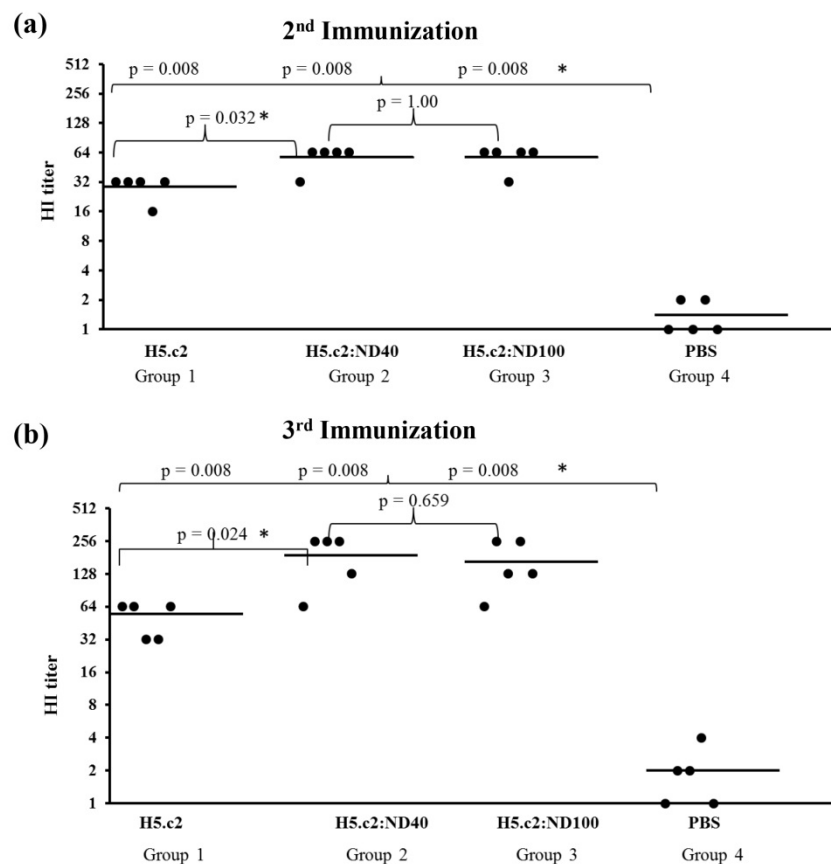 (a)
2nd Immunization
p = 0.008 p = 0.008 p = 0.008 *
p = 1.00
p = 0.032 *
HI titer
512
256
128
64
32
16
8
4
2
1
H5.c2 H5.c2:ND40 H5.c2:ND100 PBS
Group 1 Group 2 Group 3 Group 4
(b)
3rd Immunization
p = 0.008 p = 0.008 p = 0.008 *
p = 0.659
p = 0.024 *
HI titer
512
256
128
64
32
16
8
4
2
1
H5.c2 H5.c2:ND40 H5.c2:ND100 PBS
Group 1 Group 2 Group 3 Group 4